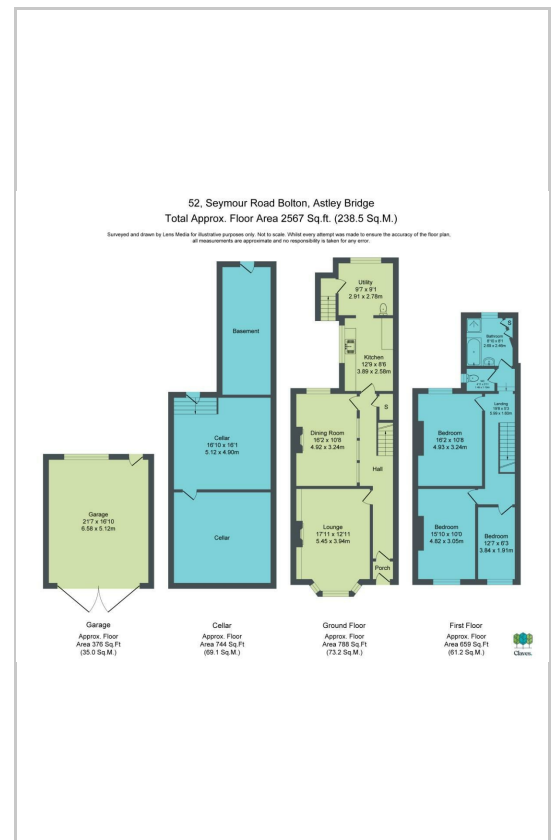 52, Seymour Road Bolton, Astley Bridge
Total Approx. Floor Area 2567 Sq.ft. (238.5 Sq.M.)
Surveyed and drawn by Lens Media for illustrative purposes only. Not to scale. Whilst every attempt was made to ensure the accuracy of the floor plan,
all measurements are approximate and no responsibility is taken for any error.
Garage
21'7 x 16'10
6.58 x 5.12m
Garage
Approx. Floor
Area 376 Sq.Ft
(35.0 Sq.M.)
Basement
Cellar
16'10 x 16'1
5.12 x 4.90m
Cellar
Cellar
Approx. Floor
Area 744 Sq.Ft
(69.1 Sq.M.)
Utility
9'7 x 9'1
2.91 x 2.78m
Kitchen
12'9 x 8'6
3.89 x 2.58m
S
Dining Room
16'2 x 10'8
4.92 x 3.24m
Hall
Lounge
17'11 x 12'11
5.45 x 3.94m
Porch
Ground Floor
Approx. Floor
Area 788 Sq.Ft
(73.2 Sq.M.)
S
Bathroom
Landing
Bedroom
16'2 x 10'8
4.93 x 3.24m
Bedroom
15'10 x 10'0
4.82 x 3.05m
Bedroom
12'7 x 6'3
3.84 x 1.91m
First Floor
Approx. Floor
Area 659 Sq.Ft
(61.2 Sq.M.)
Claves.